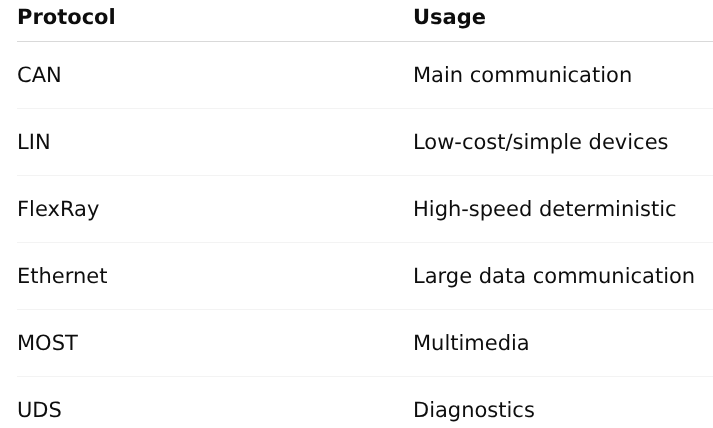 Protocol Usage
CAN Main communication
LIN Low-cost/simple devices
FlexRay High-speed deterministic
Ethernet Large data communication
MOST Multimedia
UDS Diagnostics